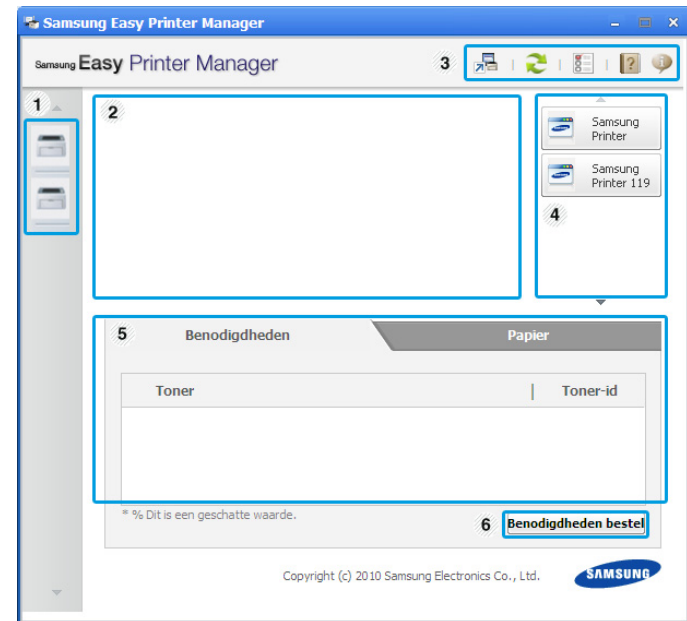 Samsung Easy Printer Manager
Samsung Easy Printer Manager
3
1
2
Samsung
Printer
Samsung
Printer 119
4
5 Benodigdheden Papier
Toner | Toner-id
* % Dit is een geschatte waarde.
6 Benodigdheden bestel
Copyright (c) 2010 Samsung Electronics Co., Ltd. SAMSUNG